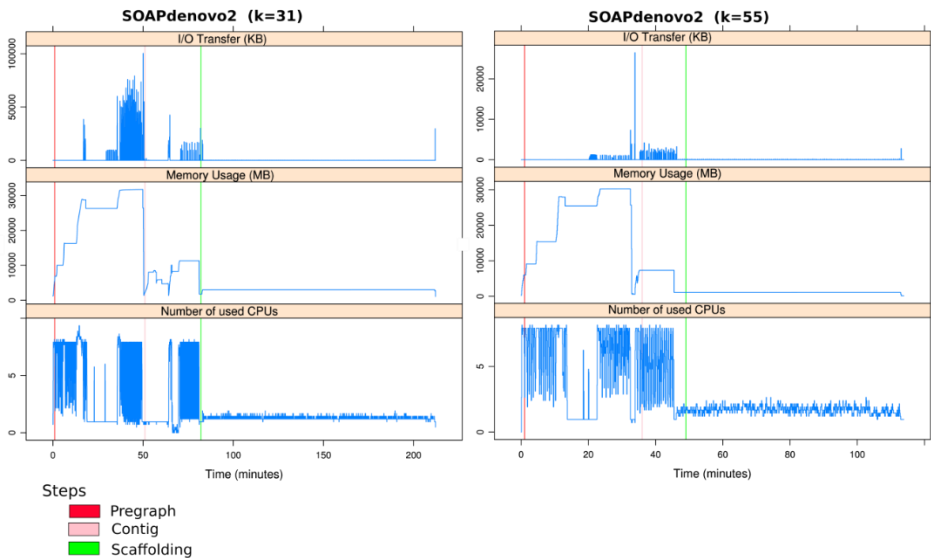 SOAPdenovo2 (k=31)
I/O Transfer (KB)
0 50000 100000
Memory Usage (MB)
0 10000 20000 30000
Number of used CPUs
0 5
0 50 100 150 200
Time (minutes)
SOAPdenovo2 (k=55)
I/O Transfer (KB)
0 10000 20000
Memory Usage (MB)
0 10000 20000 30000
Number of used CPUs
0 5
0 20 40 60 80 100
Time (minutes)
Steps
Pregraph
Contig
Scaffolding